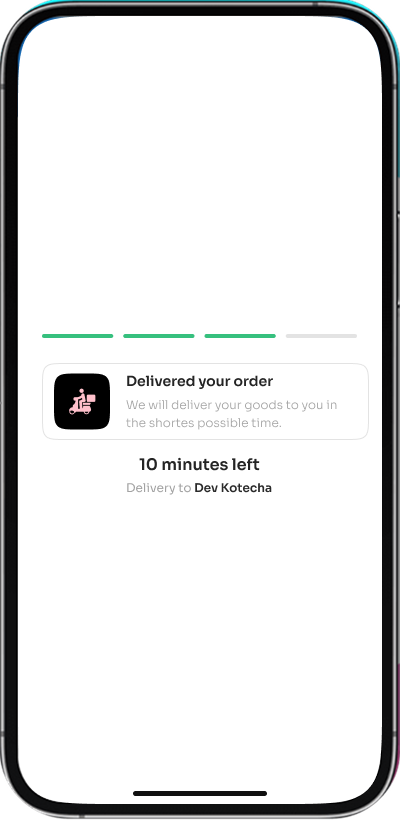 Delivered your order
We will deliver your goods to you in
the shortes possible time.
10 minutes left
Delivery to Dev Kotecha